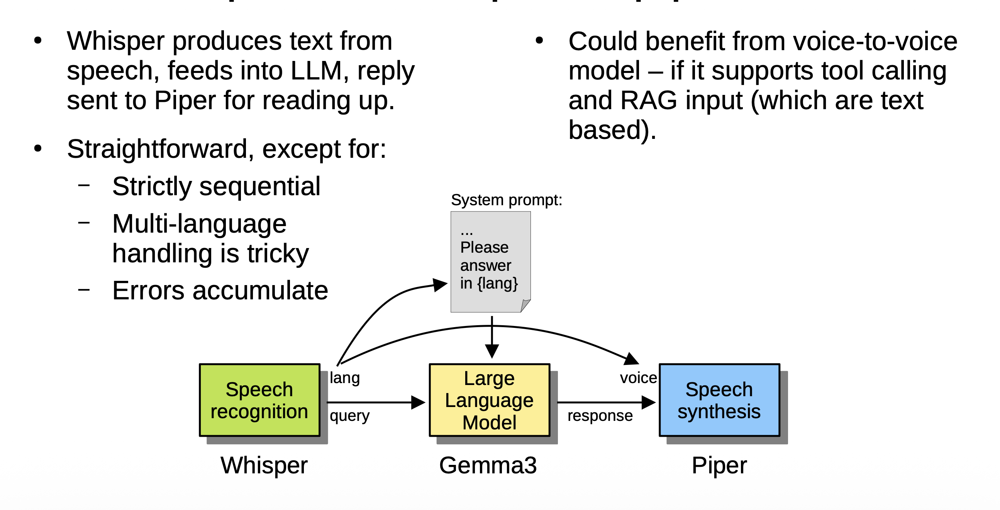 • Whisper produces text from
speech, feeds into LLM, reply
sent to Piper for reading up.
• Straightforward, except for:
– Strictly sequential
– Multi-language
handling is tricky
– Errors accumulate
• Could benefit from voice-to-voice
model – if it supports tool calling
and RAG input (which are text
based).
System prompt:
...
Please
answer
in {lang}
Speech
recognition
lang
query
Large
Language
Model
response
voice
Speech
synthesis
Whisper
Gemma3
Piper